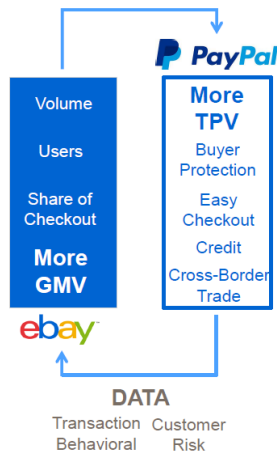 PayPal
Volume
Users
Share of
Checkout
More
GMV
ebay™
More
TPV
Buyer
Protection
Easy
Checkout
Credit
Cross-Border
Trade
DATA
Transaction Customer
Behavioral Risk